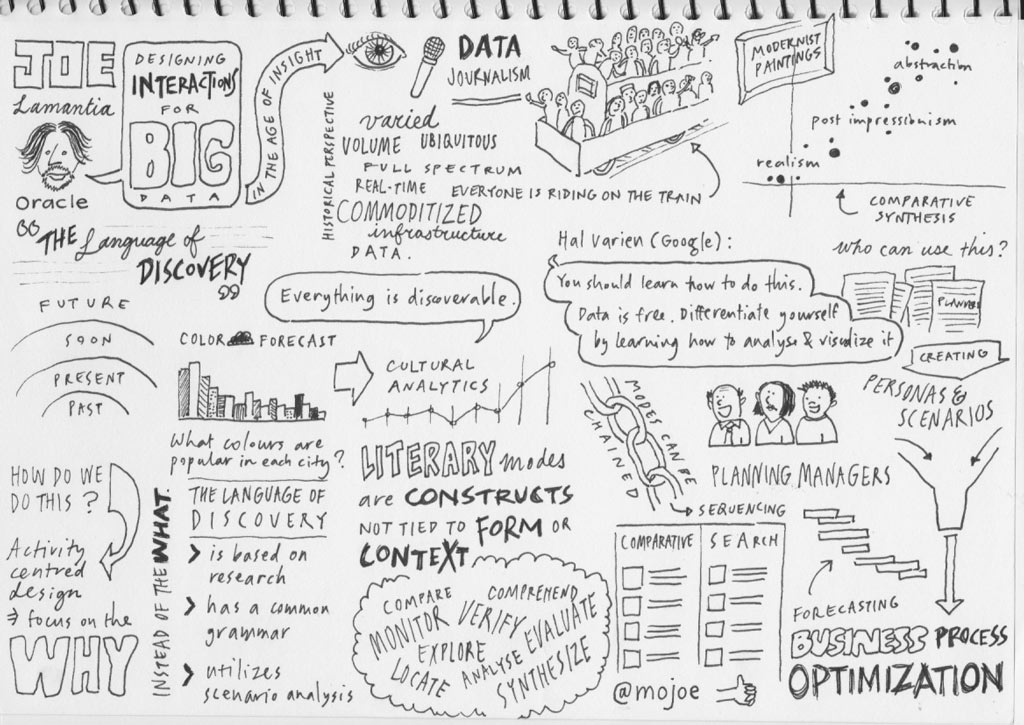 JOE
Lamantia
Oracle
DESIGNING
INTERACTIONS
FOR
BIG
DATA
IN THE AGE OF INSIGHT
"THE Language of
DISCOVERY"
HISTORICAL PERSPECTIVE
DATA
JOURNALISM
varied
VOLUME UBIQUITOUS
FULL SPECTRUM
REAL-TIME
COMMODITIZED
infrastructure
DATA.
EVERYONE IS RIDING ON THE TRAIN
MODERNIST
PAINTINGS
abstraction
post impressionism
realism
COMPARATIVE
SYNTHESIS
Everything is discoverable.
Hal Varien (Google):
You should learn how to do this.
Data is free. Differentiate yourself
by learning how to analyse & visualize it
who can use this?
PLANNERS
CREATING
PERSONAS &
SCENARIOS
FUTURE
SOON
PRESENT
PAST
COLOR FORECAST
What colours are
popular in each city?
CULTURAL
ANALYTICS
HOW DO WE
DO THIS?
Activity
centred
design
→ focus on the
WHY
INSTEAD OF THE WHAT.
THE LANGUAGE OF
DISCOVERY
> is based on
research
> has a common
grammar
> utilizes
scenario analysis
LITERARY modes
are CONSTRUCTS
NOT TIED TO FORM OR
CONTEXT
COMPARE
COMPREHEND
MONITOR
VERIFY
EXPLORE
EVALUATE
LOCATE
ANALYSE
SYNTHESIZE
MODES CAN BE
CHAINED
PLANNING MANAGERS
SEQUENCING
COMPARATIVE
SEARCH
@mojoe
FORECASTING
BUSINESS PROCESS
OPTIMIZATION